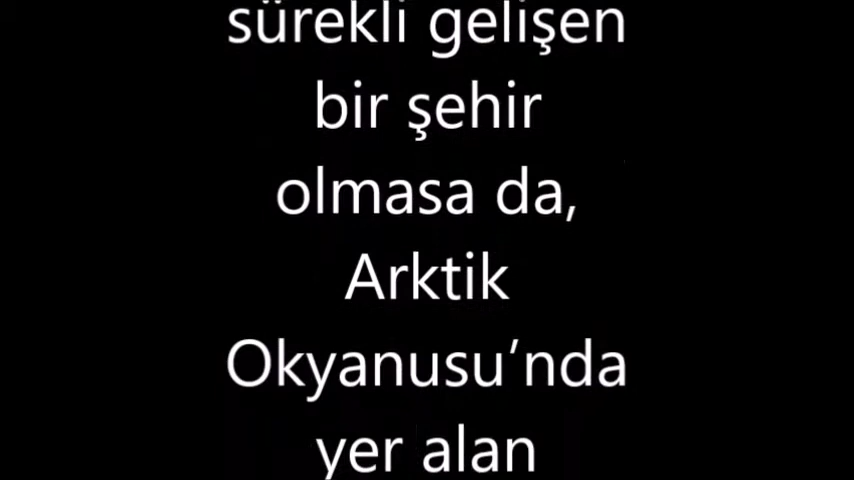 sürekli gelişen
bir şehir
olmasa da,
Arktik
Okyanusu’nda
yer alan